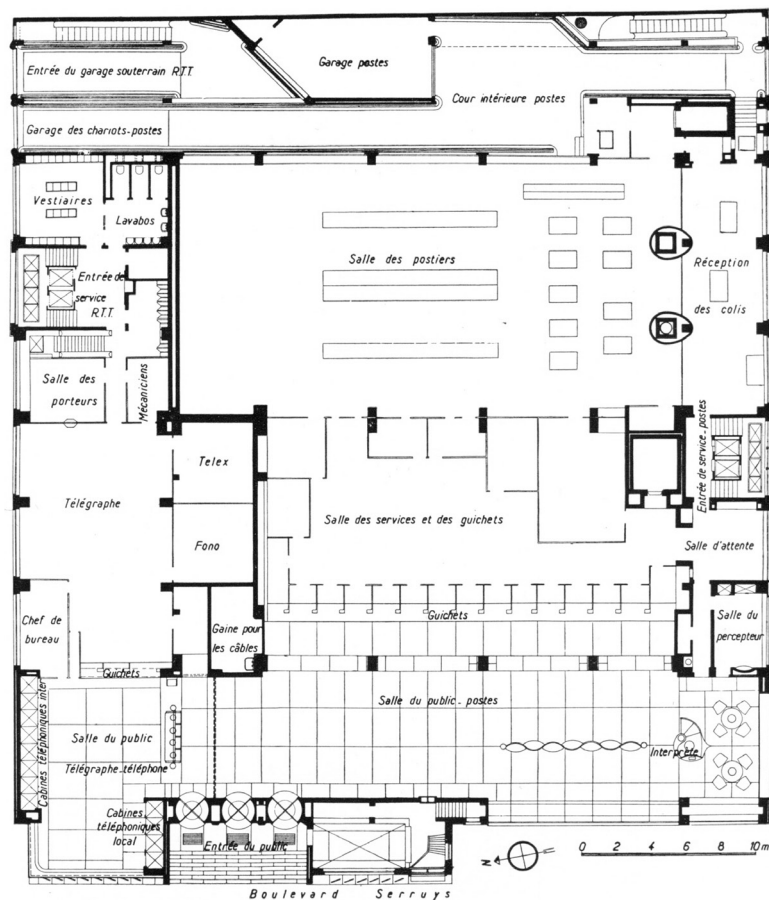 Entrée du garage souterrain R.T.T.
Garage postes
Cour intérieure postes
Garage des chariots-postes
Vestiaires
Lavabos
Salle des postiers
Réception
des colis
Entrée de
service
R.T.T.
Salle des
porteurs
Mécaniciens
Telex
Télégraphe
Fono
Salle des services et des guichets
Entrée de service-postes
Salle d'attente
Chef de
bureau
Gaine pour
les câbles
Guichets
Salle du
percepteur
Guichets
Cabines téléphoniques inter
Salle du public
Télégraphe-téléphone
Salle du public-postes
Interprète
Cabines
téléphoniques
local
Entrée du public
N
0 2 4 6 8 10 m
Boulevard Serruys